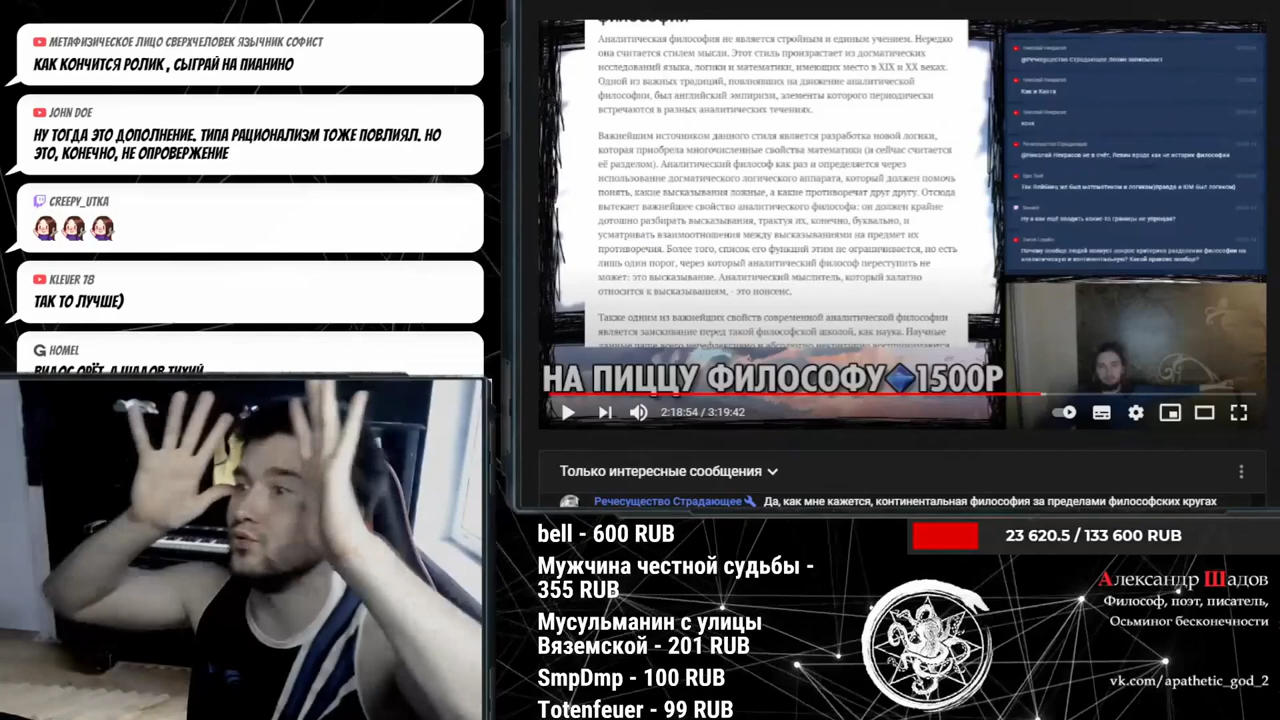 МЕТАФИЗИЧЕСКОЕ ЛИЦО СВЕРХЧЕЛОВЕК ЯЗЫЧНИК СОФИСТ
КАК КОНЧИТСЯ РОЛИК , СЫГРАЙ НА ПИАНИНО
JOHN DOE
НУ ТОГДА ЭТО ДОПОЛНЕНИЕ. ТИПА РАЦИОНАЛИЗМ ТОЖЕ ПОВЛИЯЛ. НО
ЭТО, КОНЕЧНО, НЕ ОПРОВЕРЖЕНИЕ
CREEPY_UTKA
KLEVER 78
ТАК ТО ЛУЧШЕ)
HOMEL
ВИДОС ОРЁТ, А ШАДОВ ТИХИЙ
Аналитическая философия не является стройным и единым учением. Нередко
она считается стилем мысли. Этот стиль произрастает из догматических
исследований языка, логики и математики, имеющих место в XIX и XX веках.
Одной из важных традиций, повлиявших на движение аналитической
философии, был английский эмпиризм, элементы которого периодически
встречаются в разных аналитических течениях.
Важнейшим источником данного стиля является разработка новой логики,
которая приобрела многочисленные свойства математики (и сейчас считается
её разделом). Аналитический философ как раз и определяется через
использование догматического логического аппарата, который должен помочь
понять, какие высказывания ложные, а какие противоречат друг другу. Отсюда
вытекает важнейшее свойство аналитического философа: он должен крайне
дотошно разбирать высказывания, трактуя их, конечно, буквально, и
усматривать взаимоотношения между высказываниями на предмет их
противоречия. Более того, список его функций этим не ограничивается, но есть
лишь один порог, через который аналитический философ переступить не
может: это высказывание. Аналитический мыслитель, который халатно
относится к высказываниям, - это нонсенс.
Также одним из важнейших свойств современной аналитической философии
является заискивание перед такой философской школой, как наука. Научные
Как и Канта
НА ПИЦЦУ ФИЛОСОФУ 1500Р
2:18:54 / 3:19:42
Только интересные сообщения
Речесущество Страдающее Да, как мне кажется, континентальная философия за пределами философских кругах
bell - 600 RUB
Мужчина честной судьбы -
355 RUB
Мусульманин с улицы
Вяземской - 201 RUB
SmpDmp - 100 RUB
Totenfeuer - 99 RUB
23 620.5 / 133 600 RUB
Александр Шадов
Философ, поэт, писатель,
Осьминог бесконечности
vk.com/apathetic_god_2